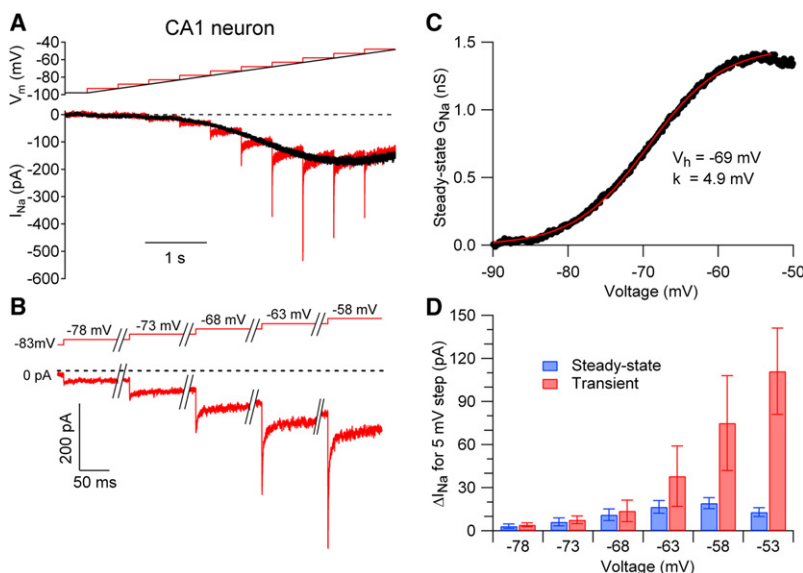 A
CA1 neuron
Vm (mV)
-40
-60
-80
-100
INa (pA)
0
-100
-200
-300
-400
-500
-600
1 s
B
-83mV
-78 mV
-73 mV
-68 mV
-63 mV
-58 mV
0 pA
200 pA
50 ms
C
Steady-state GNa (nS)
1.5
1.0
0.5
0.0
Vh = -69 mV
k = 4.9 mV
-90
-80
-70
-60
-50
Voltage (mV)
D
ΔINa for 5 mV step (pA)
150
120
90
60
30
0
Steady-state
Transient
-78
-73
-68
-63
-58
-53
Voltage (mV)